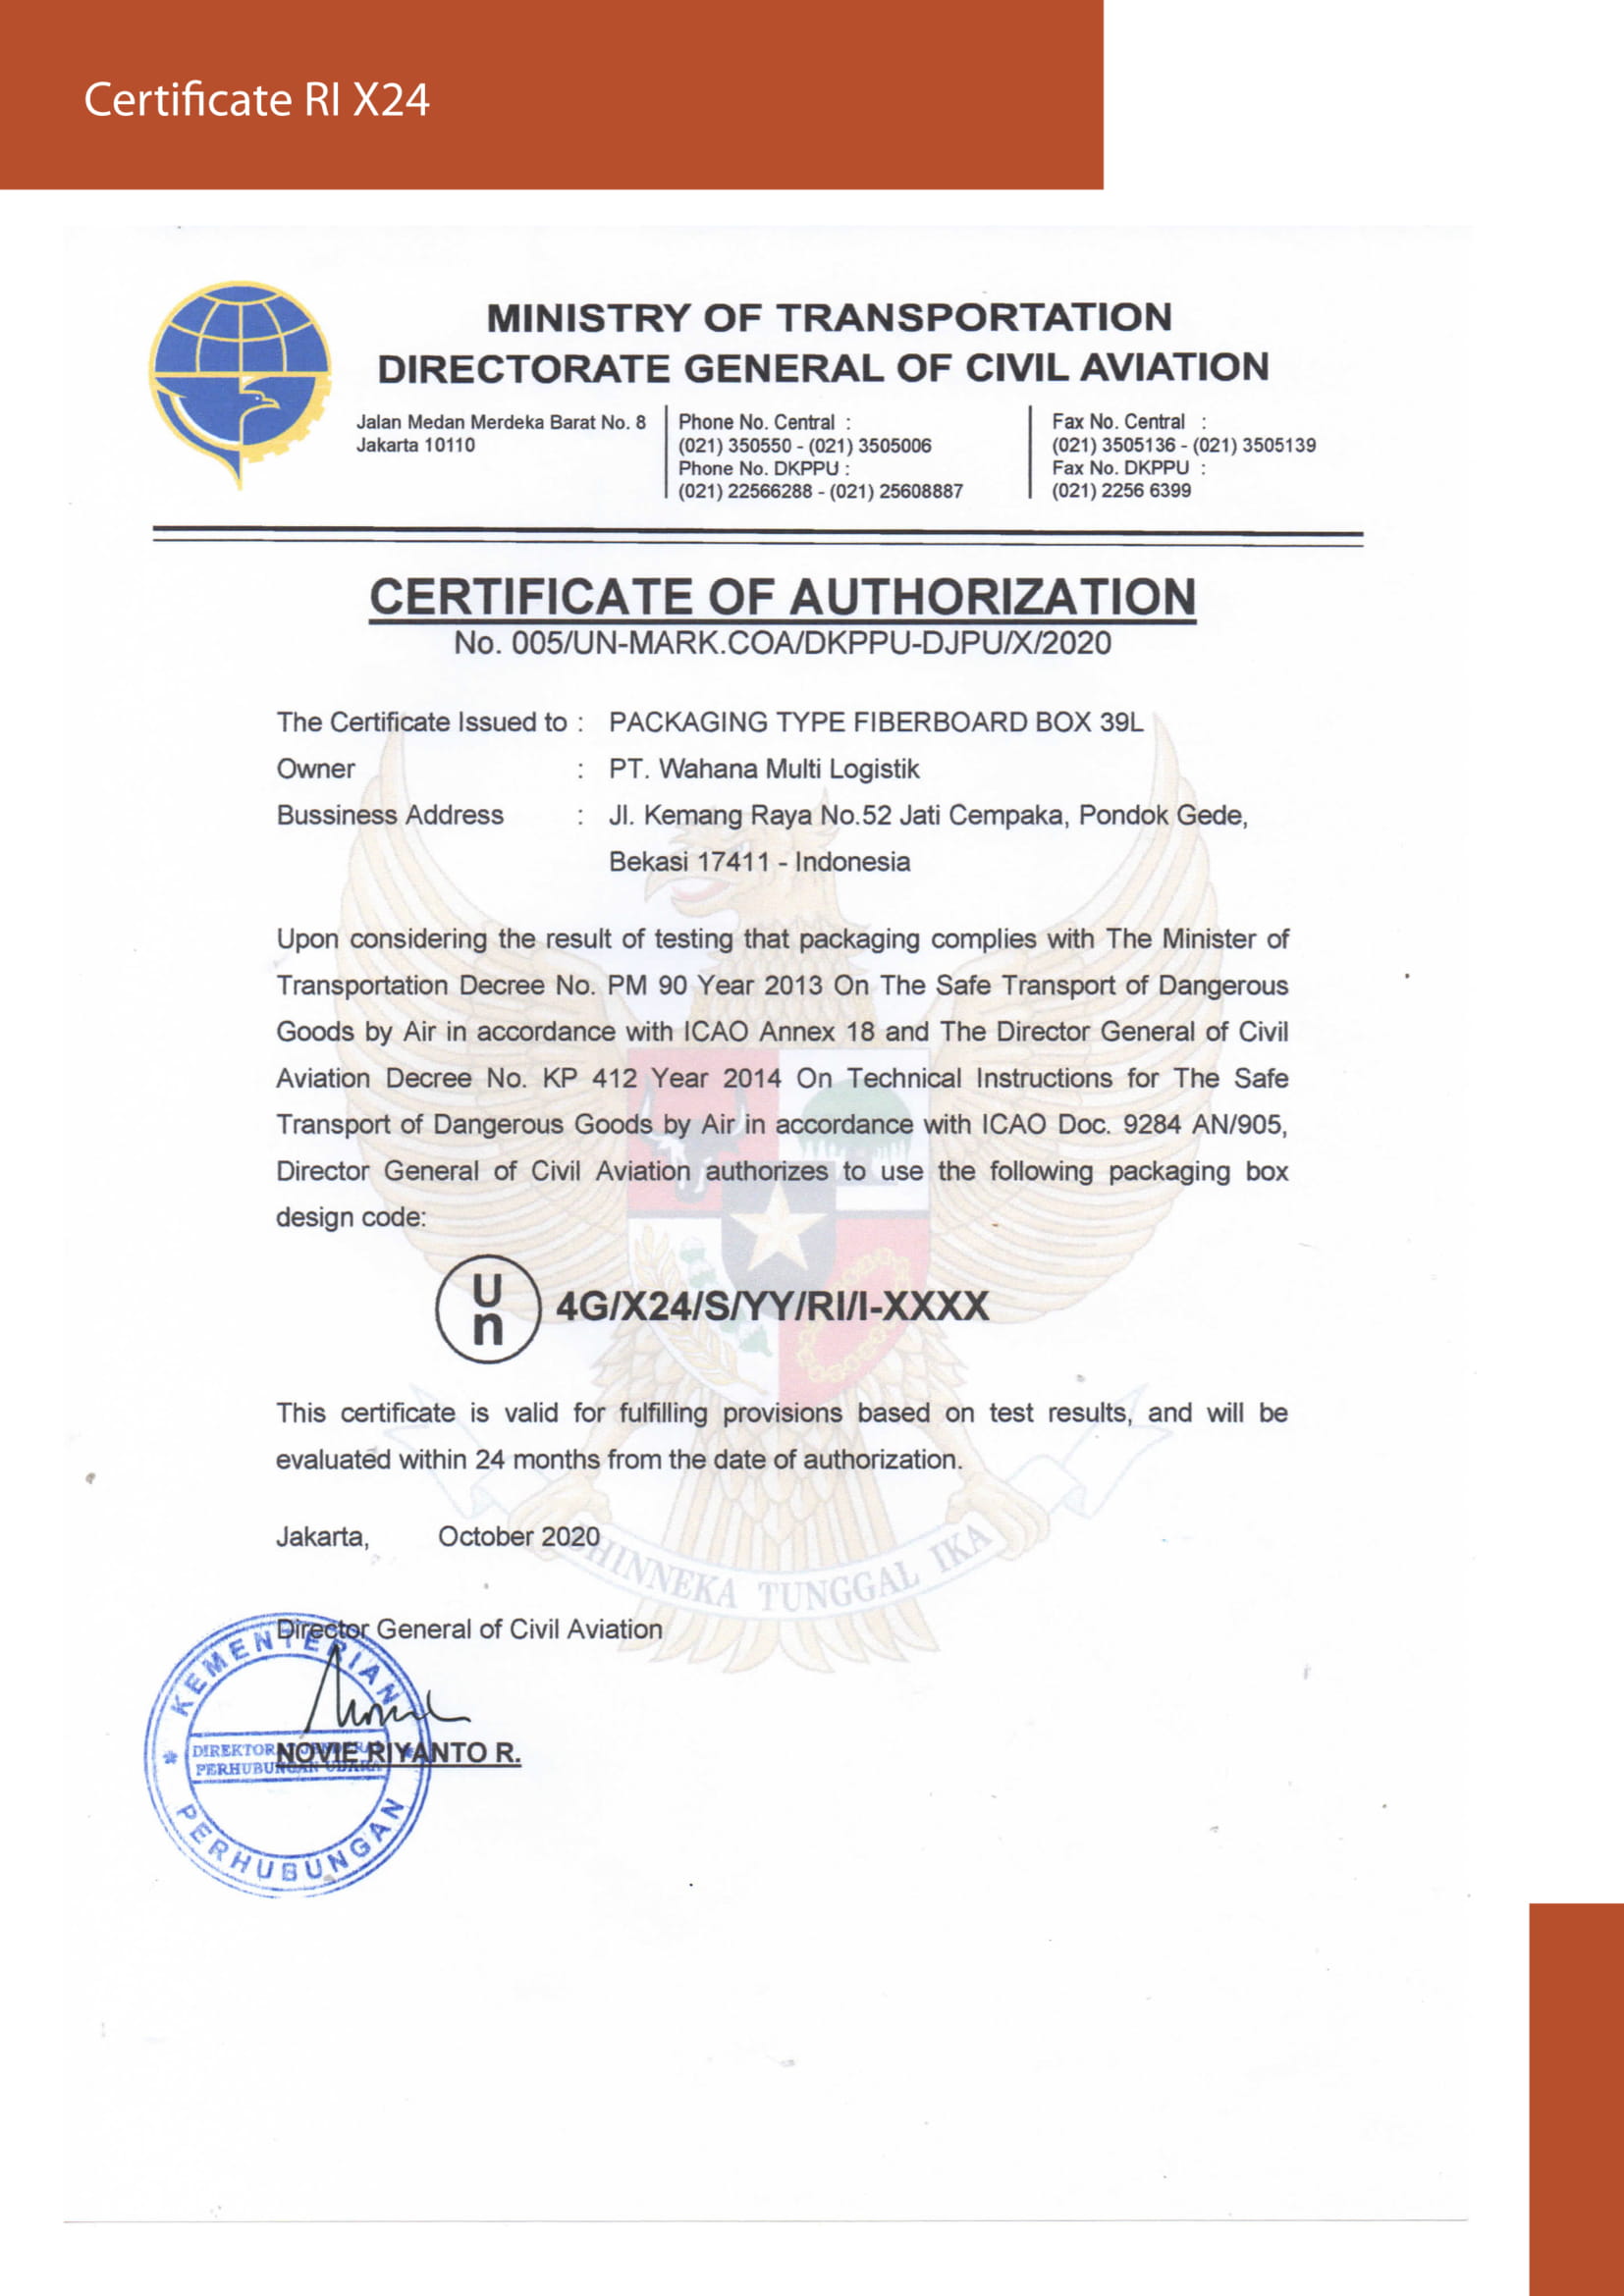 Certificate RI X24
MINISTRY OF TRANSPORTATION
DIRECTORATE GENERAL OF CIVIL AVIATION
Jalan Medan Merdeka Barat No. 8
Jakarta 10110
Phone No. Central :
(021) 350550 - (021) 3505006
Phone No. DKPPU :
(021) 22566288 - (021) 25608887
Fax No. Central :
(021) 3505136 - (021) 3505139
Fax No. DKPPU :
(021) 2256 6399
CERTIFICATE OF AUTHORIZATION
No. 005/UN-MARK.COA/DKPPU-DJPU/X/2020
The Certificate Issued to : PACKAGING TYPE FIBERBOARD BOX 39L
Owner : PT. Wahana Multi Logistik
Bussiness Address : Jl. Kemang Raya No.52 Jati Cempaka, Pondok Gede,
Bekasi 17411 - Indonesia
Upon considering the result of testing that packaging complies with The Minister of
Transportation Decree No. PM 90 Year 2013 On The Safe Transport of Dangerous
Goods by Air in accordance with ICAO Annex 18 and The Director General of Civil
Aviation Decree No. KP 412 Year 2014 On Technical Instructions for The Safe
Transport of Dangerous Goods by Air in accordance with ICAO Doc. 9284 AN/905,
Director General of Civil Aviation authorizes to use the following packaging box
design code:
u
n
4G/X24/S/YY/RI/I-XXXX
This certificate is valid for fulfilling provisions based on test results, and will be
evaluated within 24 months from the date of authorization.
Jakarta, October 2020
BHINNEKA TUNGGAL IKA
Director General of Civil Aviation
KEMENTERIAN
DIREKTORAT JENDERAL
PERHUBUNGAN UDARA
PERHUBUNGAN
NOVIE RIYANTO R.